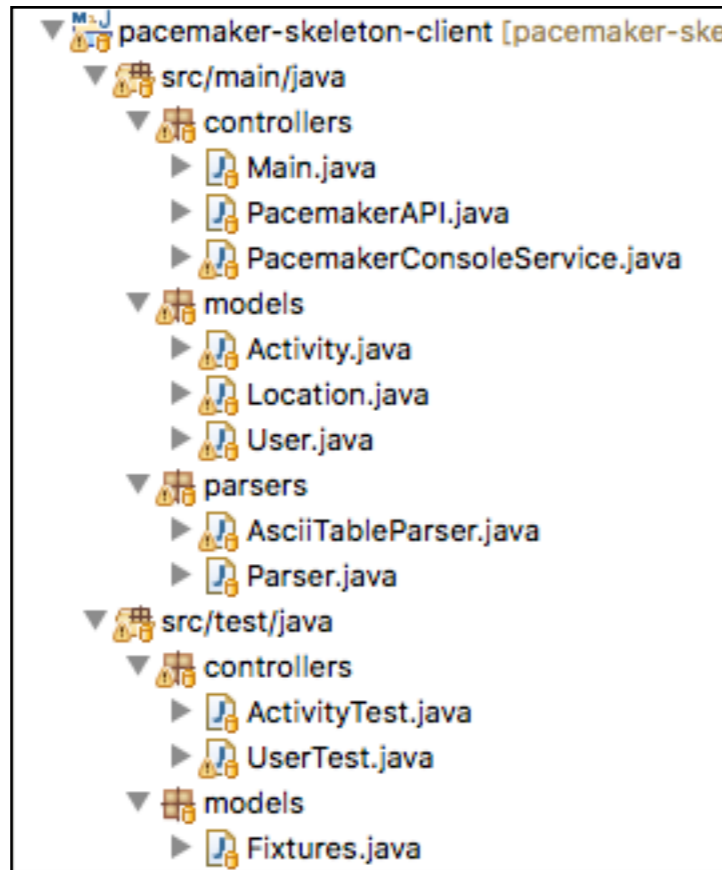 pacemaker-skeleton-client [pacemaker-ske
src/main/java
controllers
Main.java
PacemakerAPI.java
PacemakerConsoleService.java
models
Activity.java
Location.java
User.java
parsers
AsciiTableParser.java
Parser.java
src/test/java
controllers
ActivityTest.java
UserTest.java
models
Fixtures.java